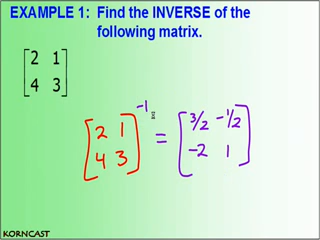 EXAMPLE 1: Find the INVERSE of the
following matrix.
2 1
4 3
[2 1]⁻¹ = [3/2 -1/2]
[4 3] [-2 1]
KORNCAST